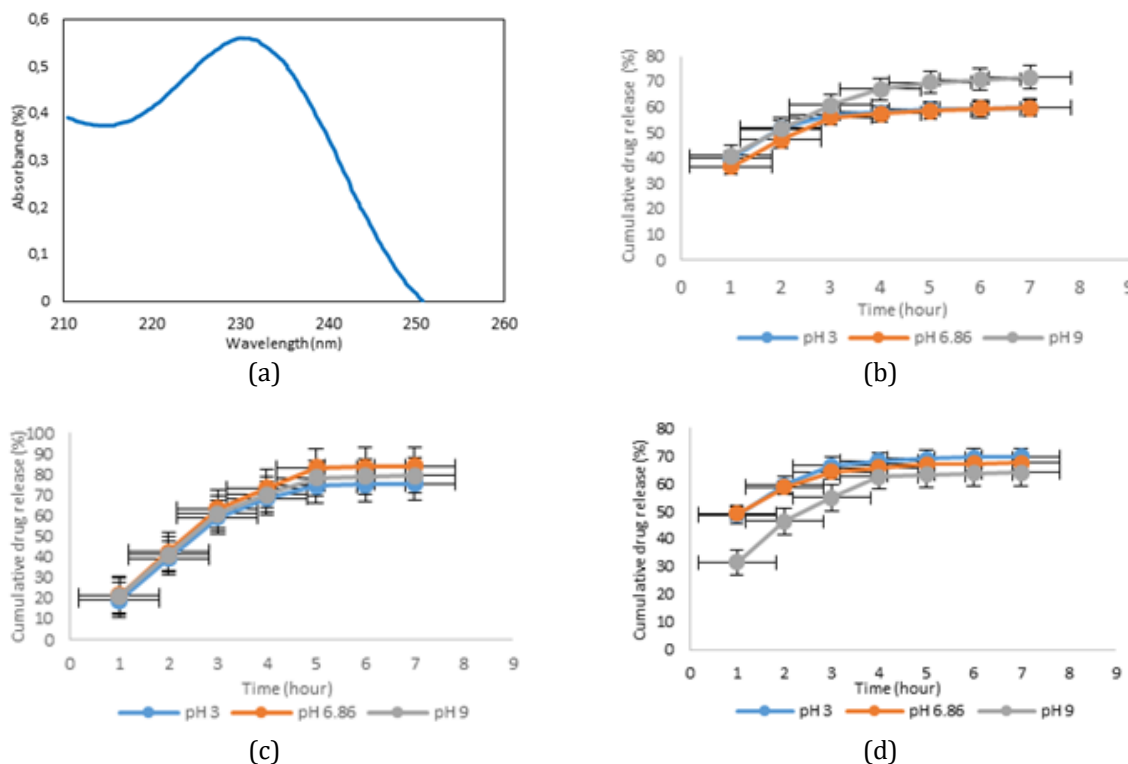 0,6
0,5
0,4
0,3
0,2
0,1
0
Absorbance (%)
210 220 230 240 250 260
Wavelength (nm)
(a)
80
70
60
50
40
30
20
10
0
Cumulative drug release (%)
0 1 2 3 4 5 6 7 8 9
Time (hour)
pH 3 pH 6.86 pH 9
(b)
100
90
80
70
60
50
40
30
20
10
0
Cumulative drug release (%)
0 1 2 3 4 5 6 7 8 9
Time (hour)
pH 3 pH 6.86 pH 9
(c)
80
70
60
50
40
30
20
10
0
Cumulative drug release (%)
0 1 2 3 4 5 6 7 8 9
Time (hour)
pH 3 pH 6.86 pH 9
(d)